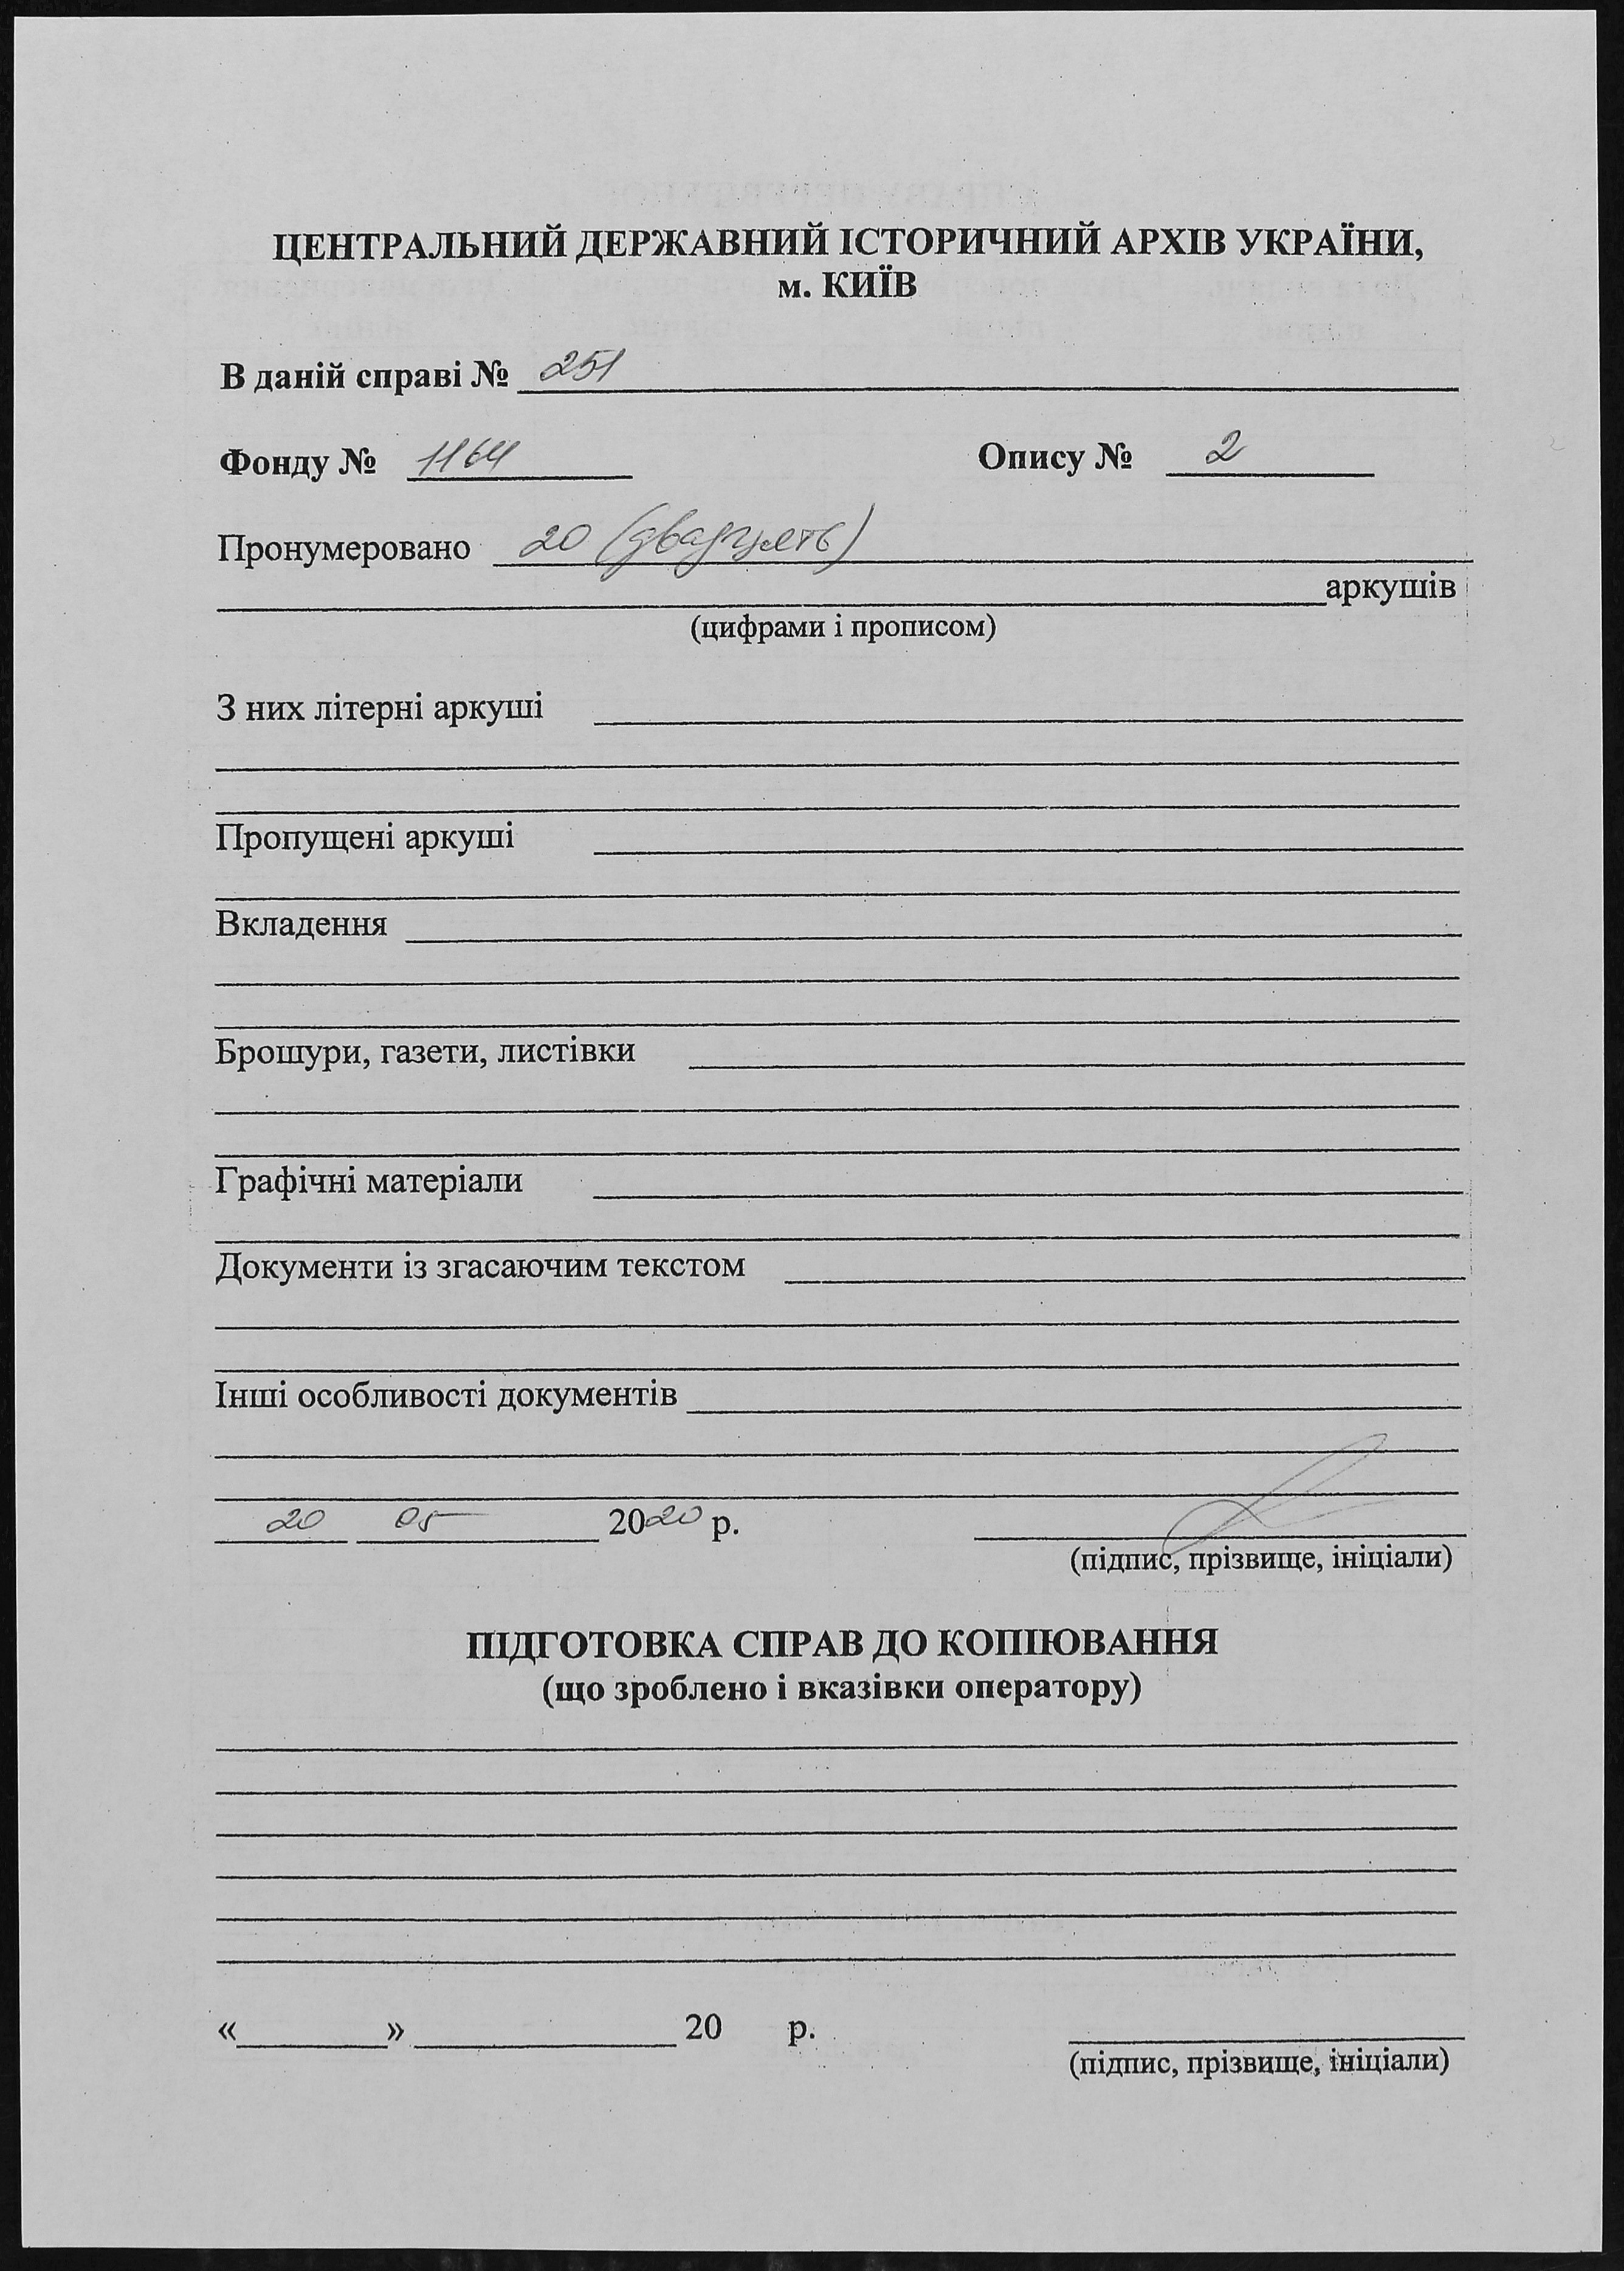 ЦЕНТРАЛЬНИЙ ДЕРЖАВНИЙ ІСТОРИЧНИЙ АРХІВ УКРАЇНИ,
м. КИЇВ
В даній справі № 251
Фонду № 1164 Опису № 2
Пронумеровано 20 (двадцять)
аркушів
(цифрами і прописом)
З них літерні аркуші
Пропущені аркуші
Вкладення
Брошури, газети, листівки
Графічні матеріали
Документи із згасаючим текстом
Інші особливості документів
20 05 2020 р.
(підпис, прізвище, ініціали)
ПІДГОТОВКА СПРАВ ДО КОПІЮВАННЯ
(що зроблено і вказівки оператору)
« » 20 р.
(підпис, прізвище, ініціали)